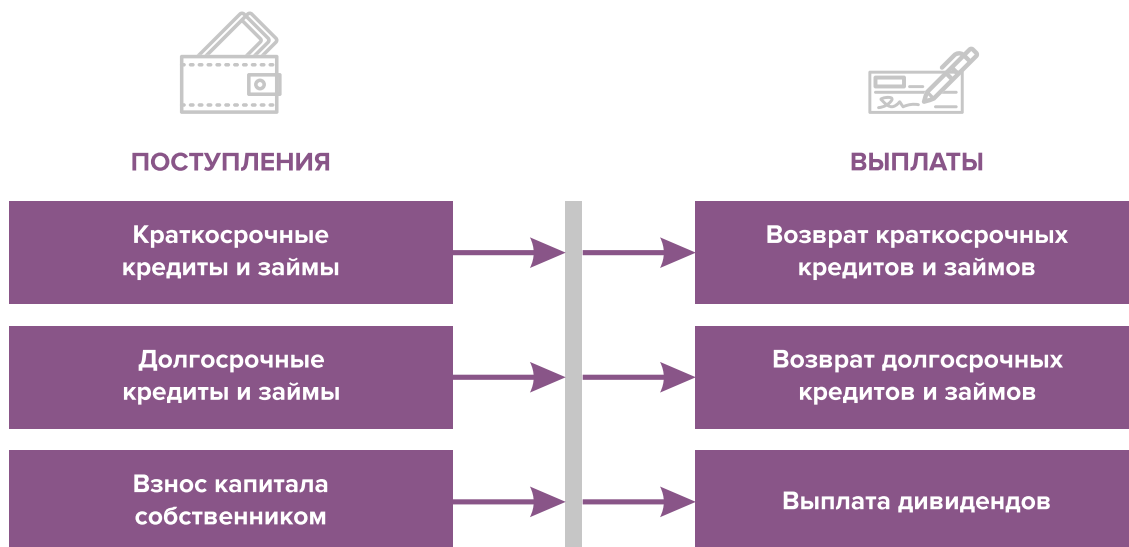 ПОСТУПЛЕНИЯ
ВЫПЛАТЫ
Краткосрочные
кредиты и займы
Возврат краткосрочных
кредитов и займов
Долгосрочные
кредиты и займы
Возврат долгосрочных
кредитов и займов
Взнос капитала
собственником
Выплата дивидендов